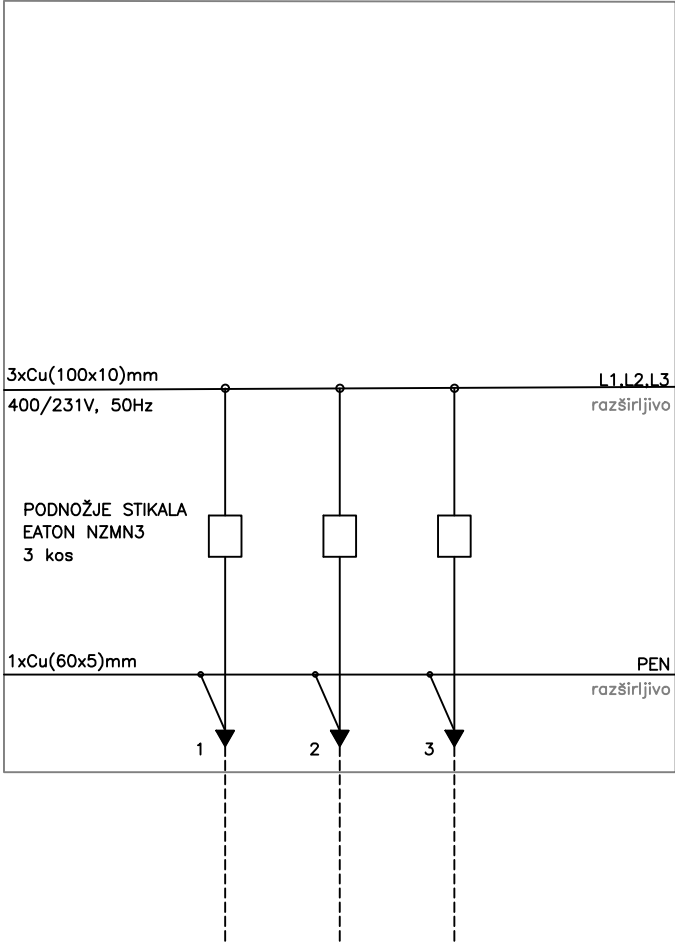 3xCu(100x10)mm
L1,L2,L3
400/231V, 50Hz
razširljivo
PODNOŽJE STIKALA
EATON NZMN3
3 kos
1xCu(60x5)mm
PEN
razširljivo
1
2
3